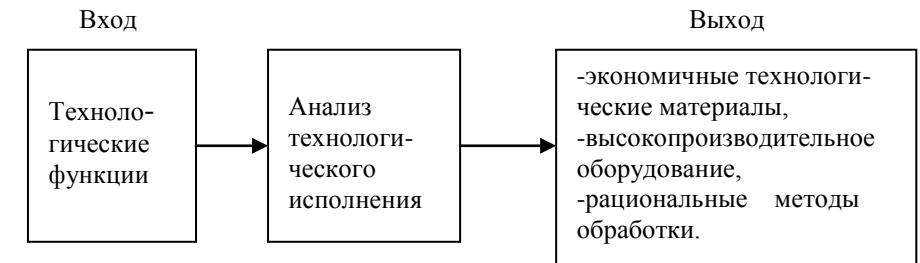 Вход
Выход
Техноло-
гические
функции
Анализ
технологи-
ческого
исполнения
-экономичные технологи-
ческие материалы,
-высокопроизводительное
оборудование,
-рациональные методы
обработки.